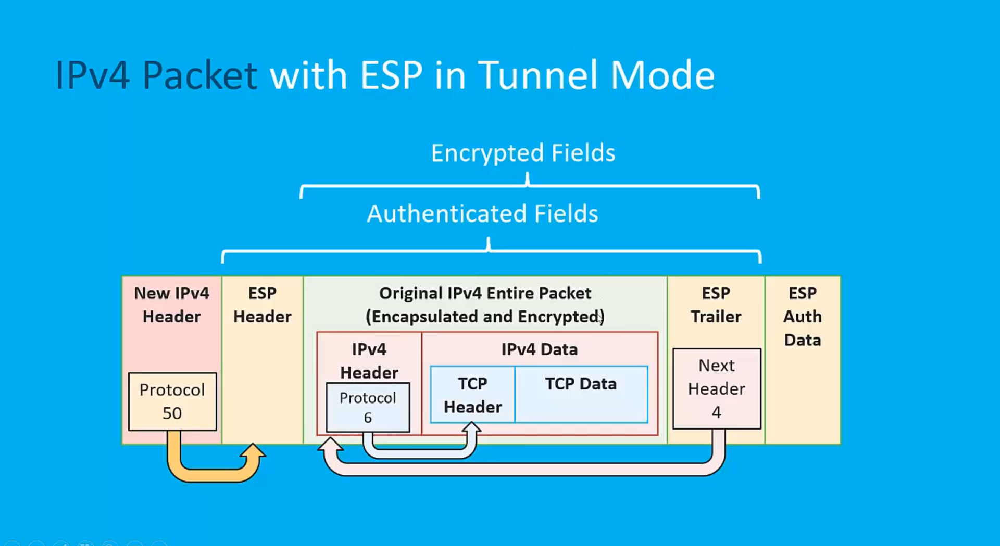 IPv4 Packet with ESP in Tunnel Mode
Encrypted Fields
Authenticated Fields
New IPv4
Header
Protocol
50
ESP
Header
Original IPv4 Entire Packet
(Encapsulated and Encrypted)
IPv4
Header
Protocol
6
IPv4 Data
TCP
Header
TCP Data
ESP
Trailer
Next
Header
4
ESP
Auth
Data